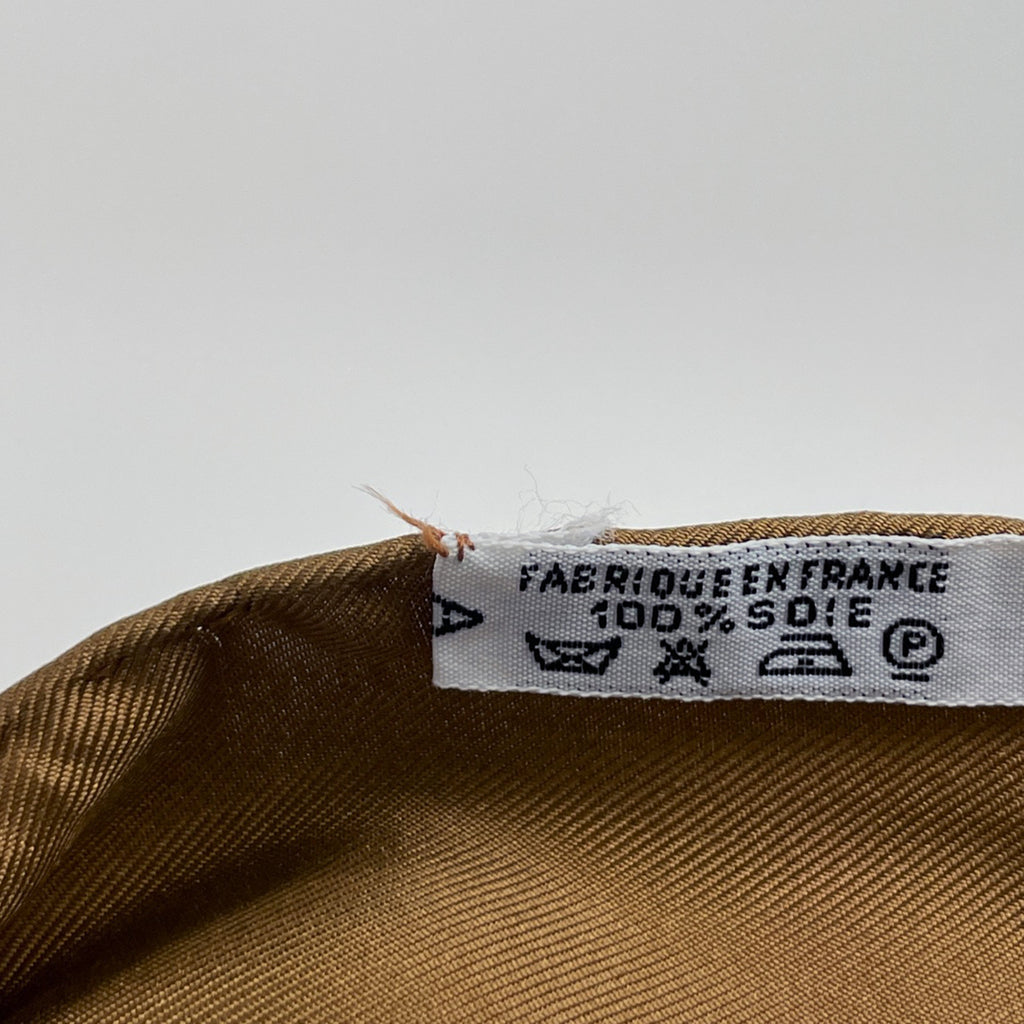 FABRIQUE EN FRANCE
100% SOIE
A
P